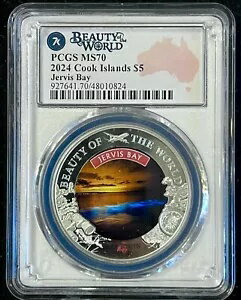 7k
BEAUTY OF THE
WORLD
PCGS MS70
2024 Cook Islands $5
Jervis Bay
927641.70/48010824
BEAUTY OF THE WORLD
JERVIS BAY